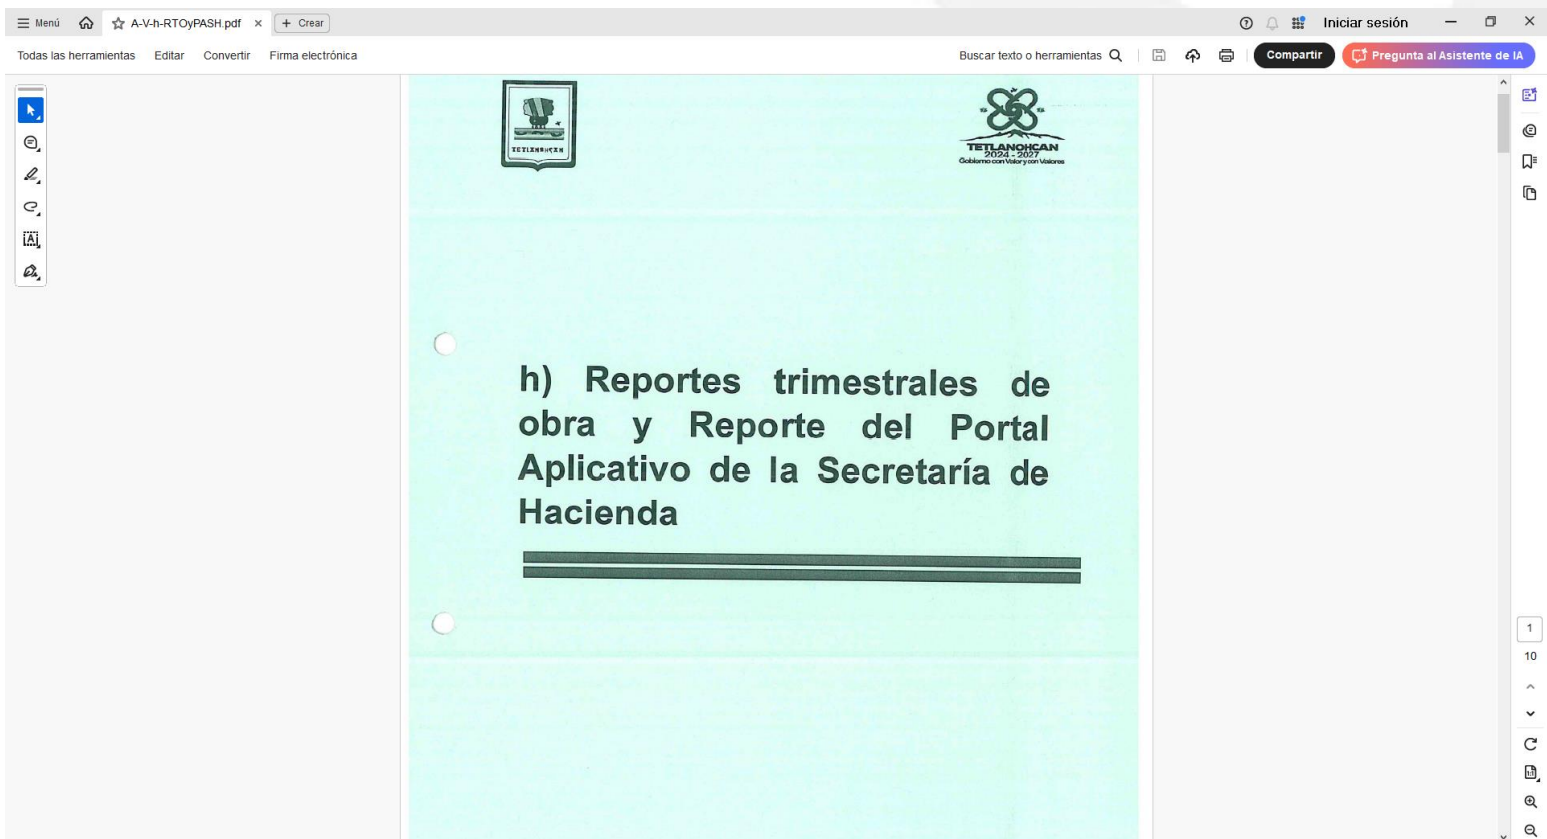 Menú
A-V-h-RTOyPASH.pdf
+ Crear
Iniciar sesión
Todas las herramientas Editar Convertir Firma electrónica
Buscar texto o herramientas
Compartir
Pregunta al Asistente de IA
TETLANOHCAN
TETLANOHCAN
2024 - 2027
Gobierno con Valor y con Valores
h) Reportes trimestrales de
obra y Reporte del Portal
Aplicativo de la Secretaría de
Hacienda
1
10